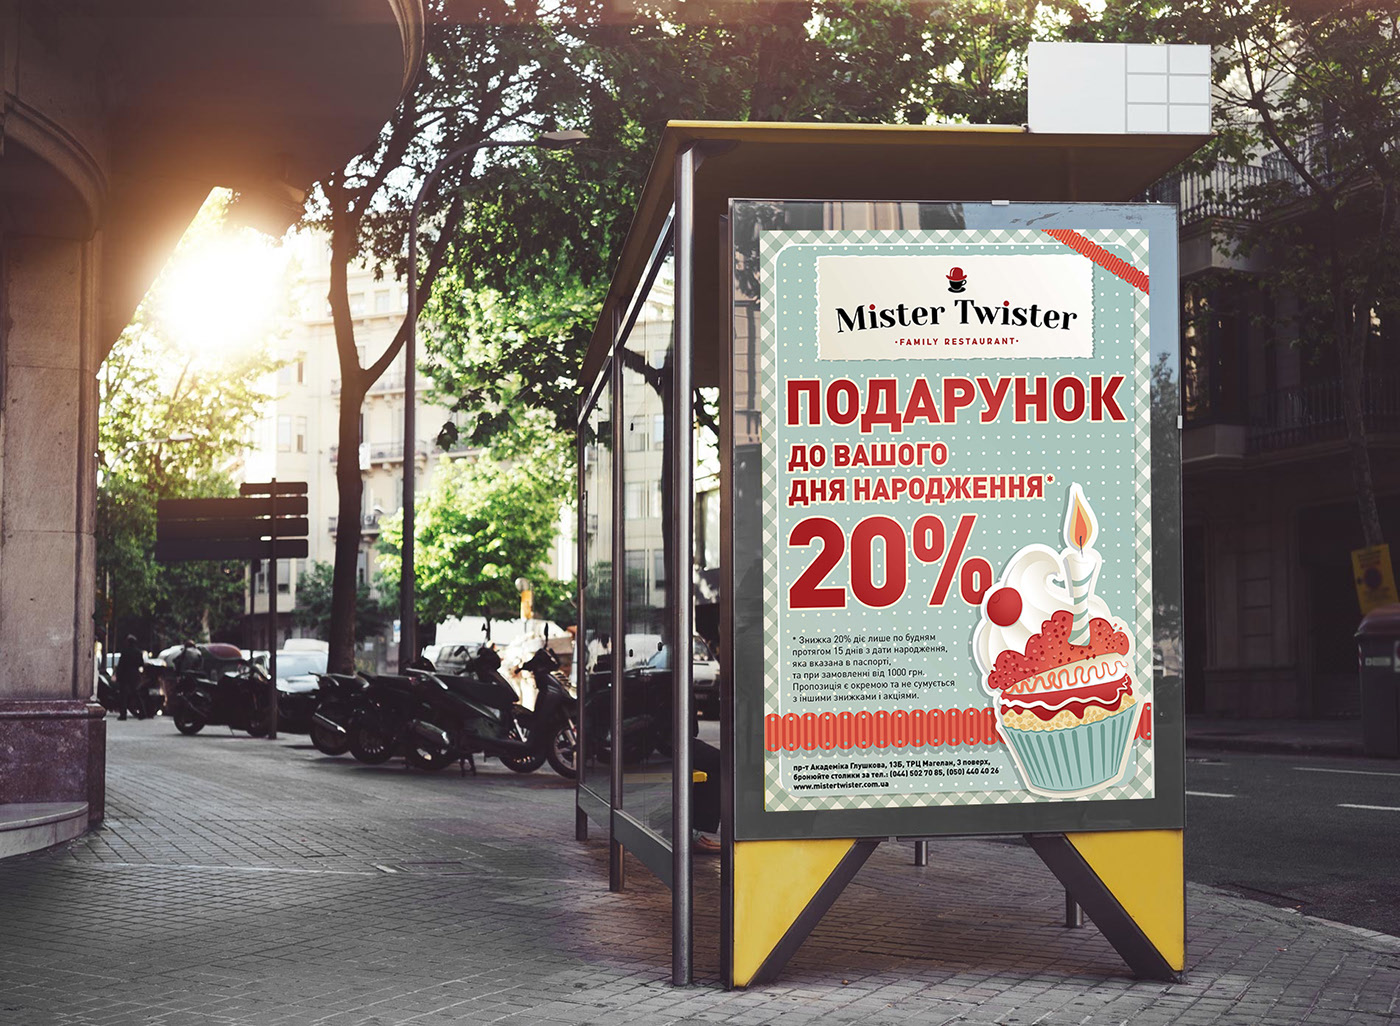 Mister Twister
·FAMILY RESTAURANT·
ПОДАРУНОК
ДО ВАШОГО
ДНЯ НАРОДЖЕННЯ*
20%
* Знижка 20% діє лише по будням
протягом 15 днів з дати народження,
яка вказана в паспорті,
та при замовленні від 1000 грн.
Пропозиція є окремою та не сумується
з іншими знижками і акціями.
пр-т Академіка Глушкова, 13Б, ТРЦ Магелан, 3 поверх,
бронюйте столики за тел.: (044) 502 70 85, (050) 440 40 26
www.mistertwister.com.ua